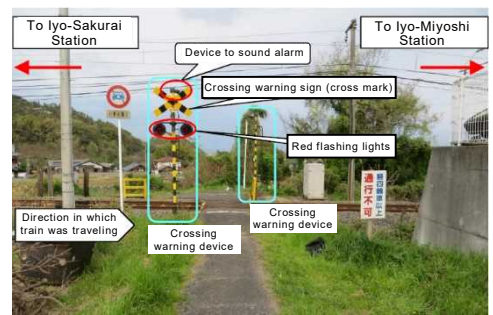 To Iyo-Sakurai
Station
To Iyo-Miyoshi
Station
Device to sound alarm
Crossing warning sign (cross mark)
Red flashing lights
Direction in which
train was traveling
Crossing
warning device
Crossing
warning device
通行不可